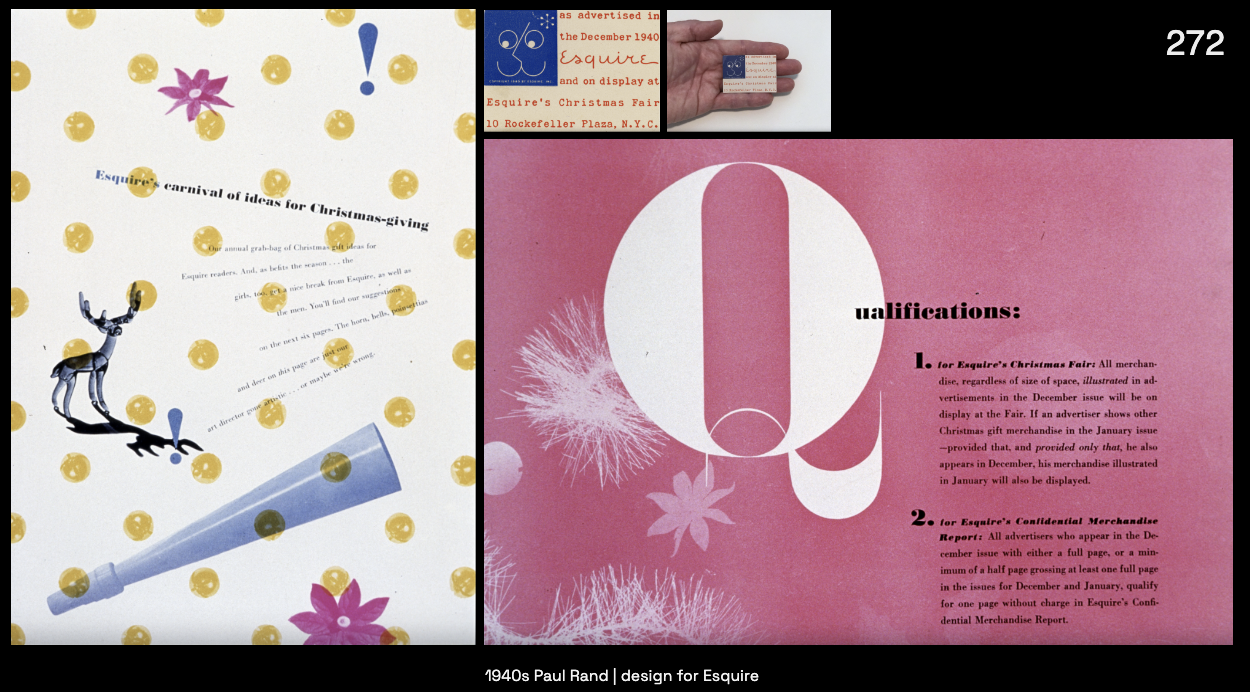 272
Esquire's carnival of ideas for Christmas-giving
Our annual grab-bag of Christmas gift ideas for
Esquire readers. And, as befits the season . . . the
girls, too, get a nice break from Esquire, as well as
the men. You'll find our suggestions
on the next six pages. The horn, bells, poinsettias
and deer on this page are just our
art director gone artistic . . . or maybe we're wrong.
as advertised in
the December 1940
Esquire
and on display at
Esquire's Christmas Fair
10 Rockefeller Plaza, N.Y.C.
COPYRIGHT 1940 BY ESQUIRE, INC.
Qualifications:
1. for Esquire's Christmas Fair: All merchan-
dise, regardless of size of space, illustrated in ad-
vertisements in the December issue will be on
display at the Fair. If an advertiser shows other
Christmas gift merchandise in the January issue
—provided that, and provided only that, he also
appears in December, his merchandise illustrated
in January will also be displayed.
2. for Esquire's Confidential Merchandise
Report: All advertisers who appear in the De-
cember issue with either a full page, or a min-
imum of a half page grossing at least one full page
in the issues for December and January, qualify
for one page without charge in Esquire's Confi-
dential Merchandise Report.
1940s Paul Rand | design for Esquire